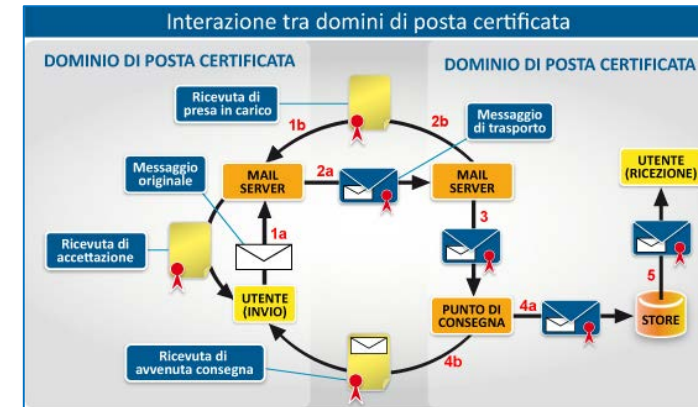 Interazione tra domini di posta certificata
DOMINIO DI POSTA CERTIFICATA
DOMINIO DI POSTA CERTIFICATA
Ricevuta di
presa in carico
1b
2b
Messaggio
di trasporto
Messaggio
originale
MAIL
SERVER
2a
MAIL
SERVER
UTENTE
(RICEZIONE)
1a
3
Ricevuta di
accettazione
UTENTE
(INVIO)
PUNTO DI
CONSEGNA
4a
5
STORE
Ricevuta di
avvenuta consegna
4b